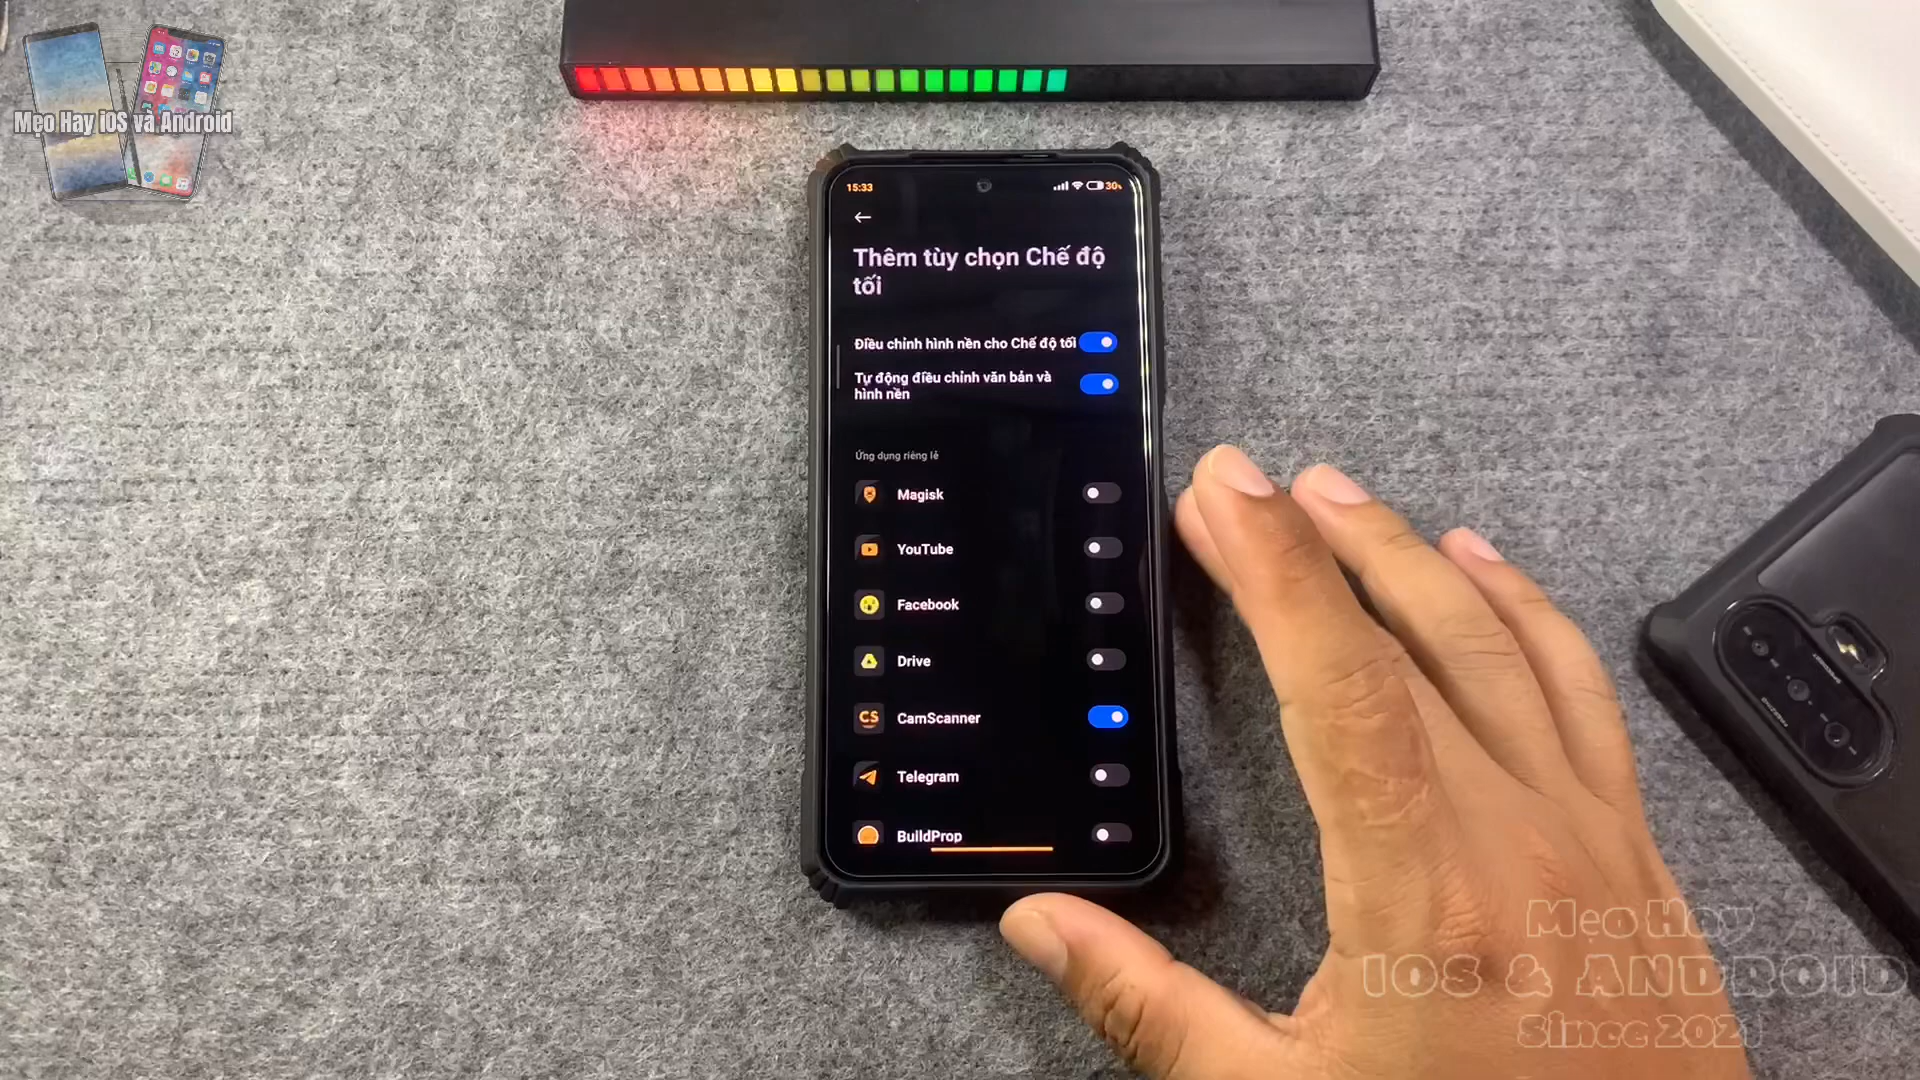 Mẹo Hay iOS và Android
15:33
30%
Thêm tùy chọn Chế độ
tối
Điều chỉnh hình nền cho Chế độ tối
Tự động điều chỉnh văn bản và
hình nền
Ứng dụng riêng lẻ
Magisk
YouTube
Facebook
Drive
CS
CamScanner
Telegram
BuildProp
Mẹo Hay
IOS & ANDROID
Since 2021